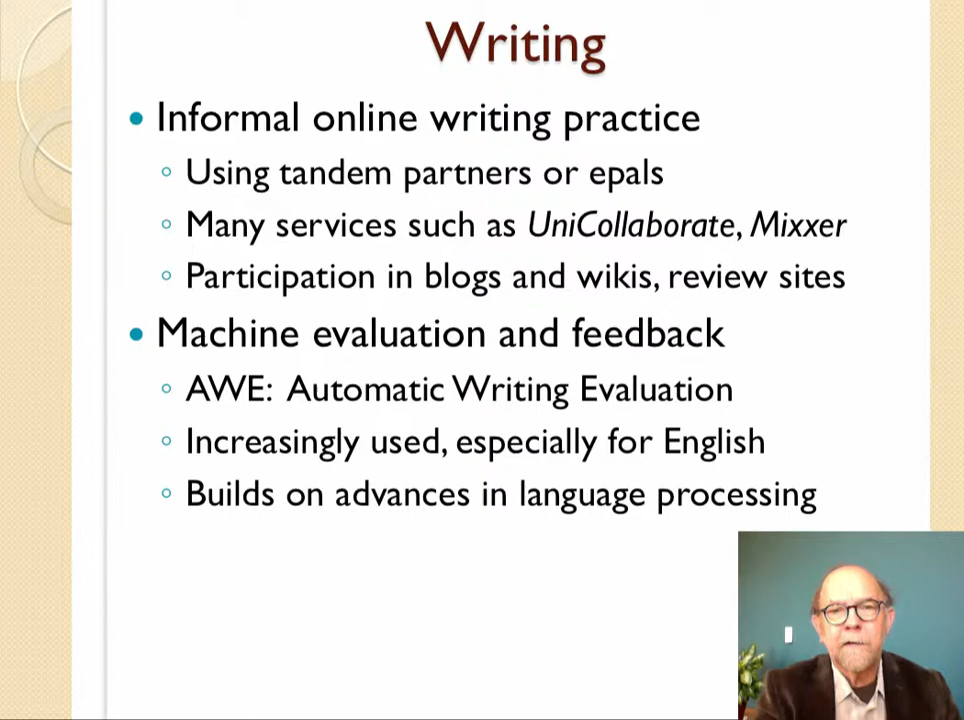 Writing
• Informal online writing practice
◦ Using tandem partners or epals
◦ Many services such as UniCollaborate, Mixxer
◦ Participation in blogs and wikis, review sites
• Machine evaluation and feedback
◦ AWE: Automatic Writing Evaluation
◦ Increasingly used, especially for English
◦ Builds on advances in language processing